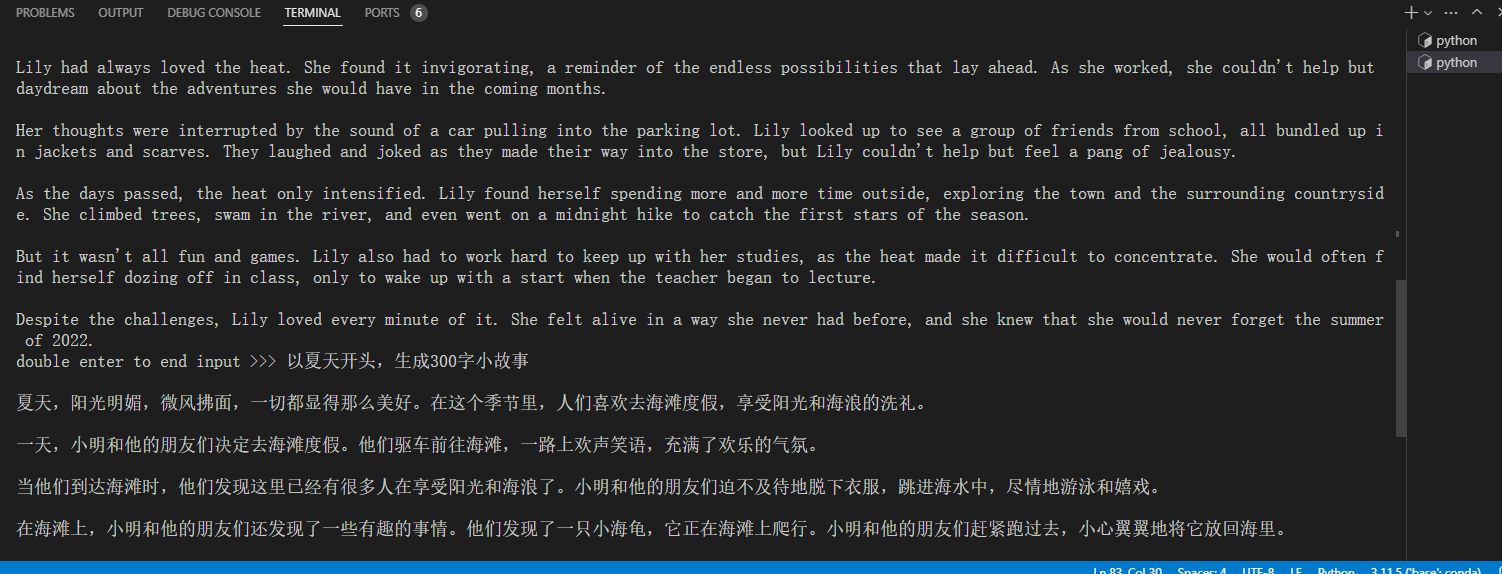 PROBLEMS OUTPUT DEBUG CONSOLE TERMINAL PORTS 6
python
python
Lily had always loved the heat. She found it invigorating, a reminder of the endless possibilities that lay ahead. As she worked, she couldn't help but
daydream about the adventures she would have in the coming months.
Her thoughts were interrupted by the sound of a car pulling into the parking lot. Lily looked up to see a group of friends from school, all bundled up i
n jackets and scarves. They laughed and joked as they made their way into the store, but Lily couldn't help but feel a pang of jealousy.
As the days passed, the heat only intensified. Lily found herself spending more and more time outside, exploring the town and the surrounding countrysid
e. She climbed trees, swam in the river, and even went on a midnight hike to catch the first stars of the season.
But it wasn't all fun and games. Lily also had to work hard to keep up with her studies, as the heat made it difficult to concentrate. She would often f
ind herself dozing off in class, only to wake up with a start when the teacher began to lecture.
Despite the challenges, Lily loved every minute of it. She felt alive in a way she never had before, and she knew that she would never forget the summer
of 2022.
double enter to end input >>> 以夏天开头，生成300字小故事
夏天，阳光明媚，微风拂面，一切都显得那么美好。在这个季节里，人们喜欢去海滩度假，享受阳光和海浪的洗礼。
一天，小明和他的朋友们决定去海滩度假。他们驱车前往海滩，一路上欢声笑语，充满了欢乐的气氛。
当他们到达海滩时，他们发现这里已经有很多人在享受阳光和海浪了。小明和他的朋友们迫不及待地脱下衣服，跳进海水中，尽情地游泳和嬉戏。
在海滩上，小明和他的朋友们还发现了一些有趣的事情。他们发现了一只小海龟，它正在海滩上爬行。小明和他的朋友们赶紧跑过去，小心翼翼地将它放回海里。
Ln 83, Col 30 Spaces: 4 UTF-8 LF Python 3.11.5 ('base': conda)